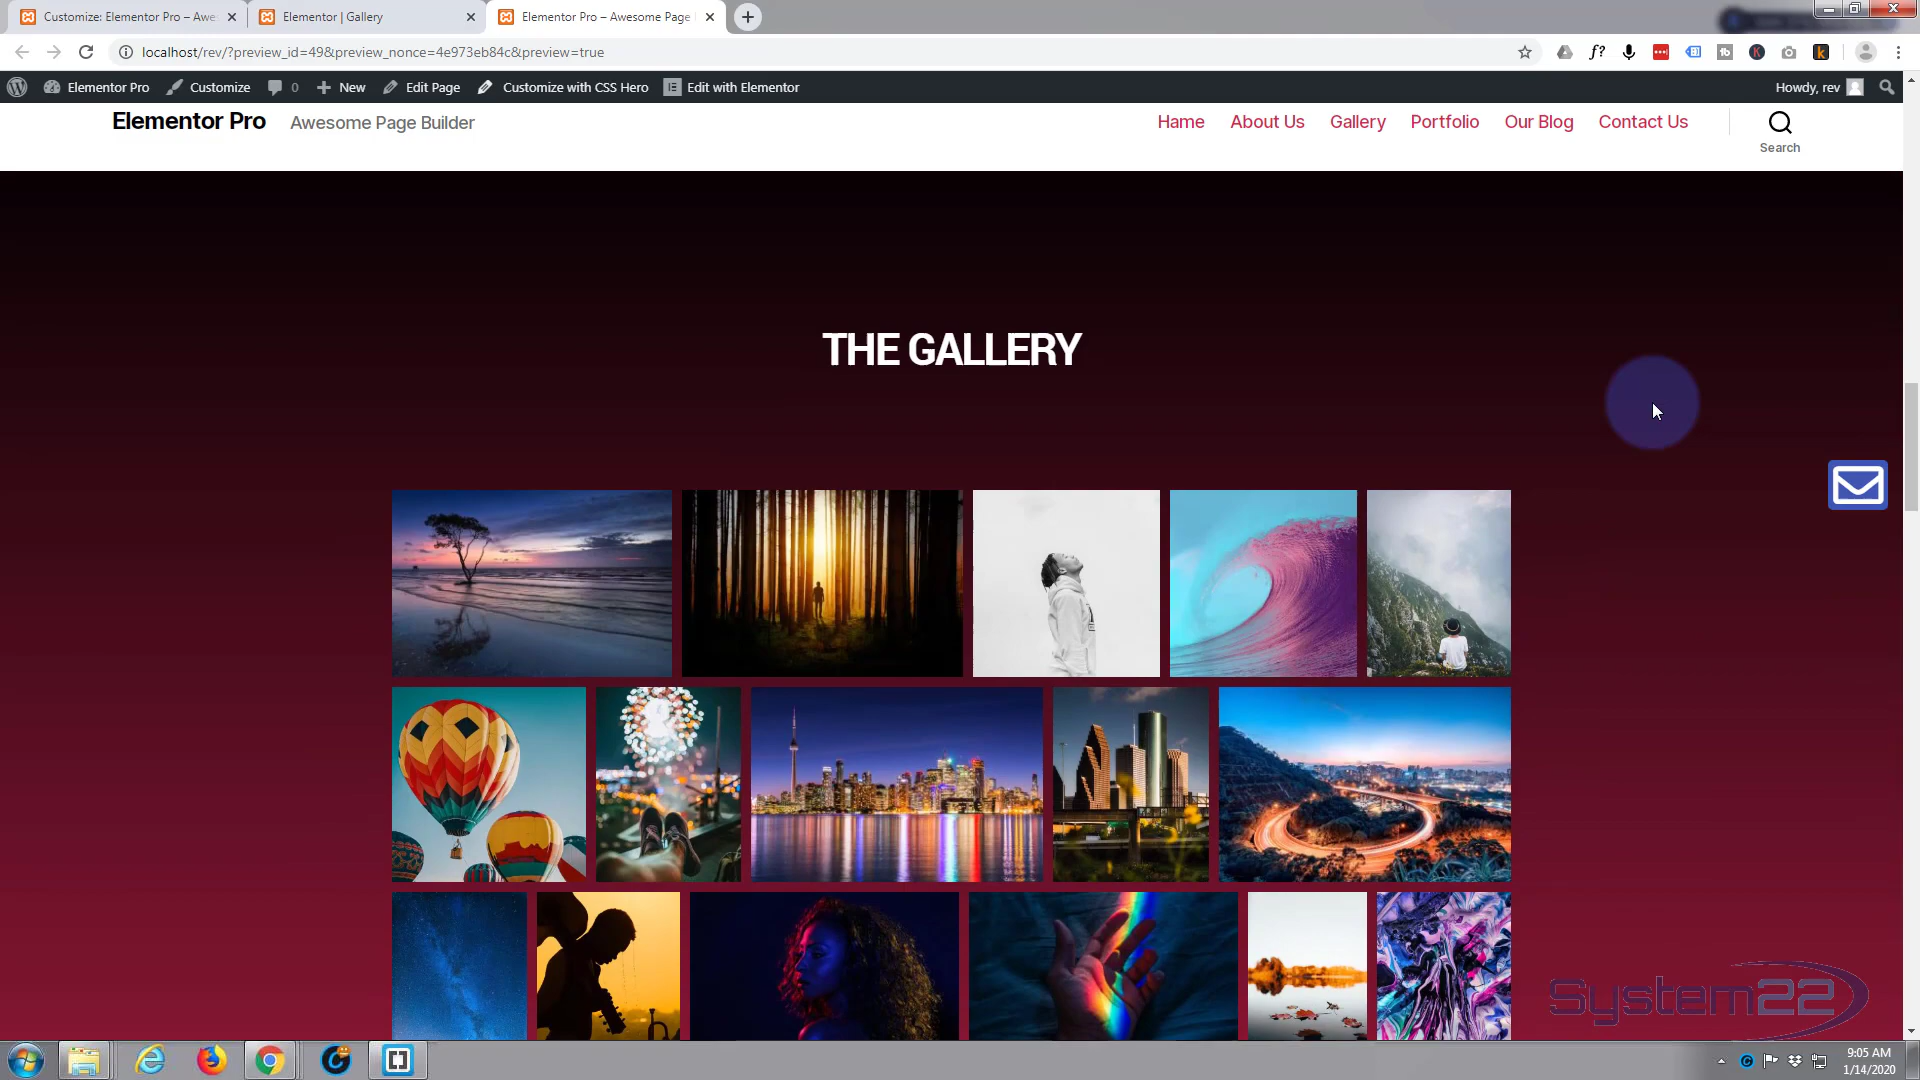 Customize: Elementor Pro – Awe
Elementor | Gallery
Elementor Pro – Awesome Page
localhost/rev/?preview_id=49&preview_nonce=4e973eb84c&preview=true
Elementor Pro
Customize
0
New
Edit Page
Customize with CSS Hero
Edit with Elementor
Howdy, rev
Elementor Pro
Awesome Page Builder
Home
About Us
Gallery
Portfolio
Our Blog
Contact Us
Search
THE GALLERY
System22
9:05 AM
1/14/2020